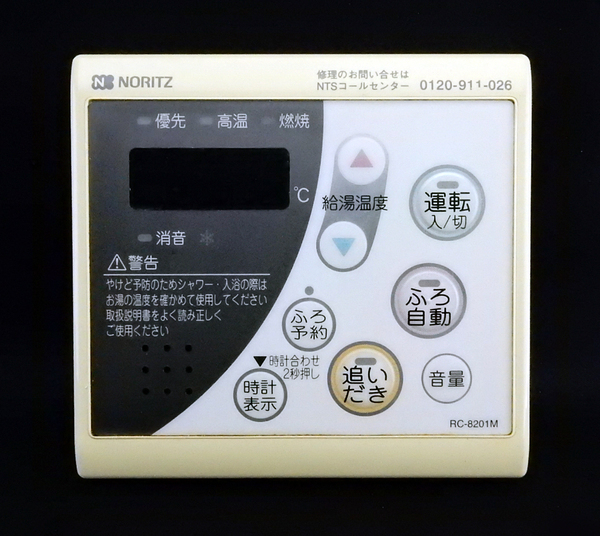 NORITZ
修理のお問い合せは
NTSコールセンター 0120-911-026
優先 高温 燃焼
℃
給湯温度
運転
入/切
消音
⚠警告
やけど予防のためシャワー・入浴の際は
お湯の温度を確かめて使用してください
取扱説明書をよく読み正しく
ご使用ください
ふろ
自動
ふろ
予約
▼時計合わせ
2秒押し
時計
表示
追い
だき
音量
RC-8201M